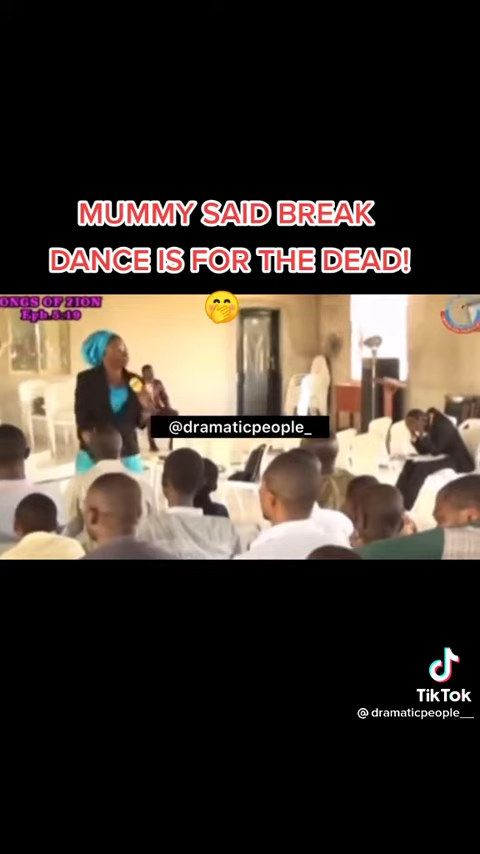 MUMMY SAID BREAK
DANCE IS FOR THE DEAD!
ONGS OF ZION
Eph.5:19
@dramaticpeople_
TikTok
@dramaticpeople__